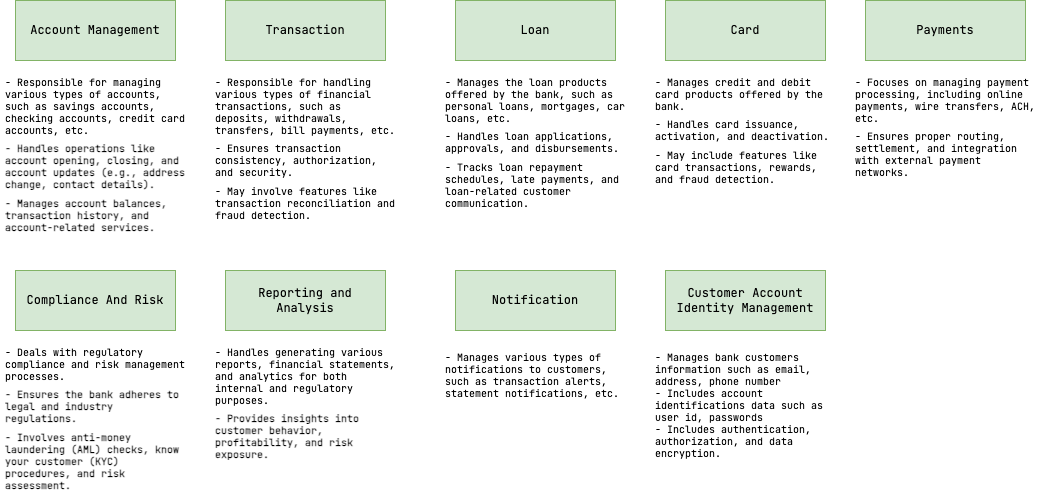 Account Management
- Responsible for managing
various types of accounts,
such as savings accounts,
checking accounts, credit card
accounts, etc.
- Handles operations like
account opening, closing, and
account updates (e.g., address
change, contact details).
- Manages account balances,
transaction history, and
account-related services.
Transaction
- Responsible for handling
various types of financial
transactions, such as
deposits, withdrawals,
transfers, bill payments, etc.
- Ensures transaction
consistency, authorization,
and security.
- May involve features like
transaction reconciliation and
fraud detection.
Loan
- Manages the loan products
offered by the bank, such as
personal loans, mortgages, car
loans, etc.
- Handles loan applications,
approvals, and disbursements.
- Tracks loan repayment
schedules, late payments, and
loan-related customer
communication.
Card
- Manages credit and debit
card products offered by the
bank.
- Handles card issuance,
activation, and deactivation.
- May include features like
card transactions, rewards,
and fraud detection.
Payments
- Focuses on managing payment
processing, including online
payments, wire transfers, ACH,
etc.
- Ensures proper routing,
settlement, and integration
with external payment
networks.
Compliance And Risk
- Deals with regulatory
compliance and risk management
processes.
- Ensures the bank adheres to
legal and industry
regulations.
- Involves anti-money
laundering (AML) checks, know
your customer (KYC)
procedures, and risk
assessment.
Reporting and
Analysis
- Handles generating various
reports, financial statements,
and analytics for both
internal and regulatory
purposes.
- Provides insights into
customer behavior,
profitability, and risk
exposure.
Notification
- Manages various types of
notifications to customers,
such as transaction alerts,
statement notifications, etc.
Customer Account
Identity Management
- Manages bank customers
information such as email,
address, phone number
- Includes account
identifications data such as
user id, passwords
- Includes authentication,
authorization, and data
encryption.